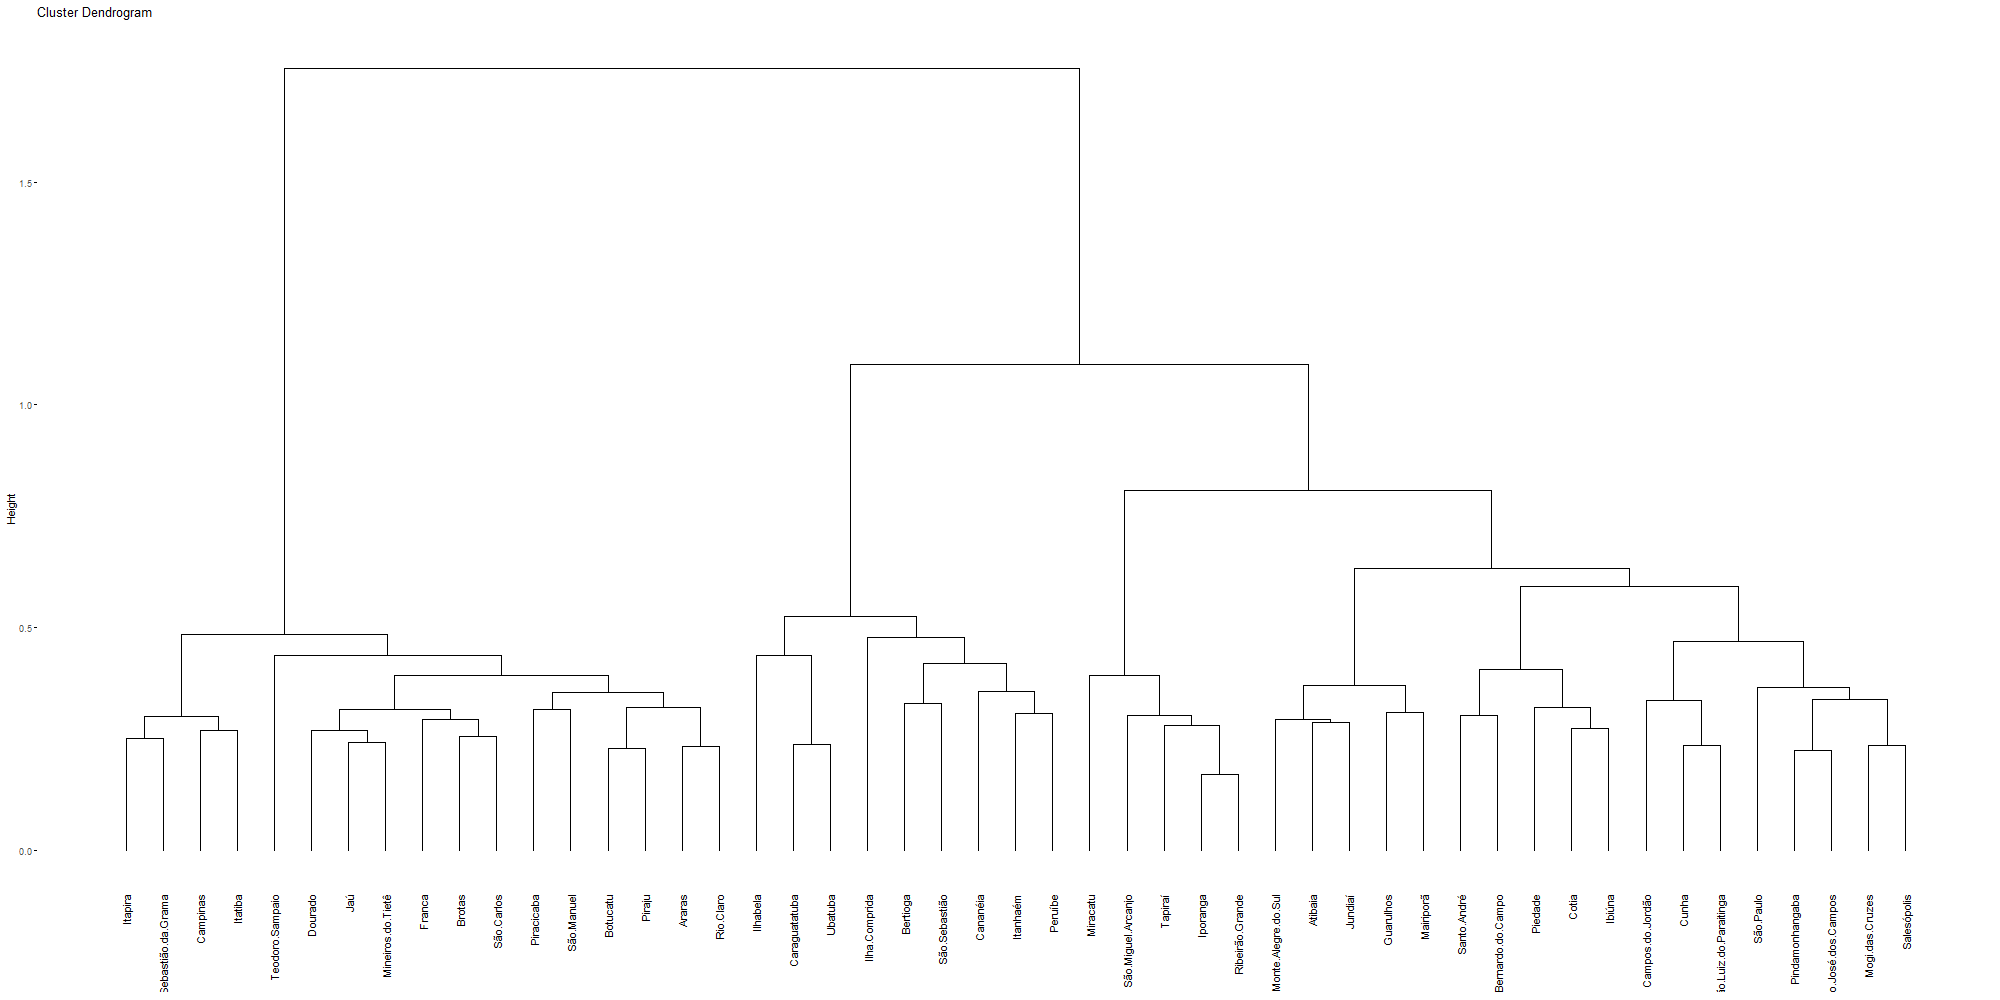 Cluster Dendrogram
1.5
1.0
0.5
0.0
Height
Itapira
Sebastião.da.Grama
Campinas
Itatiba
Teodoro.Sampaio
Dourado
Jaú
Mineiros.do.Tietê
Franca
Brotas
São.Carlos
Piracicaba
São.Manuel
Botucatu
Piraju
Araras
Rio.Claro
Ilhabela
Caraguatatuba
Ubatuba
Ilha.Comprida
Bertioga
São.Sebastião
Cananéia
Itanhaém
Peruíbe
Miracatu
São.Miguel.Arcanjo
Tapiraí
Iporanga
Ribeirão.Grande
Monte.Alegre.do.Sul
Atibaia
Jundiaí
Guarulhos
Mairiporã
Santo.André
Bernardo.do.Campo
Piedade
Cotia
Ibiúna
Campos.do.Jordão
Cunha
ão.Luiz.do.Paraitinga
São.Paulo
Pindamonhangaba
o.José.dos.Campos
Mogi.das.Cruzes
Salesópolis